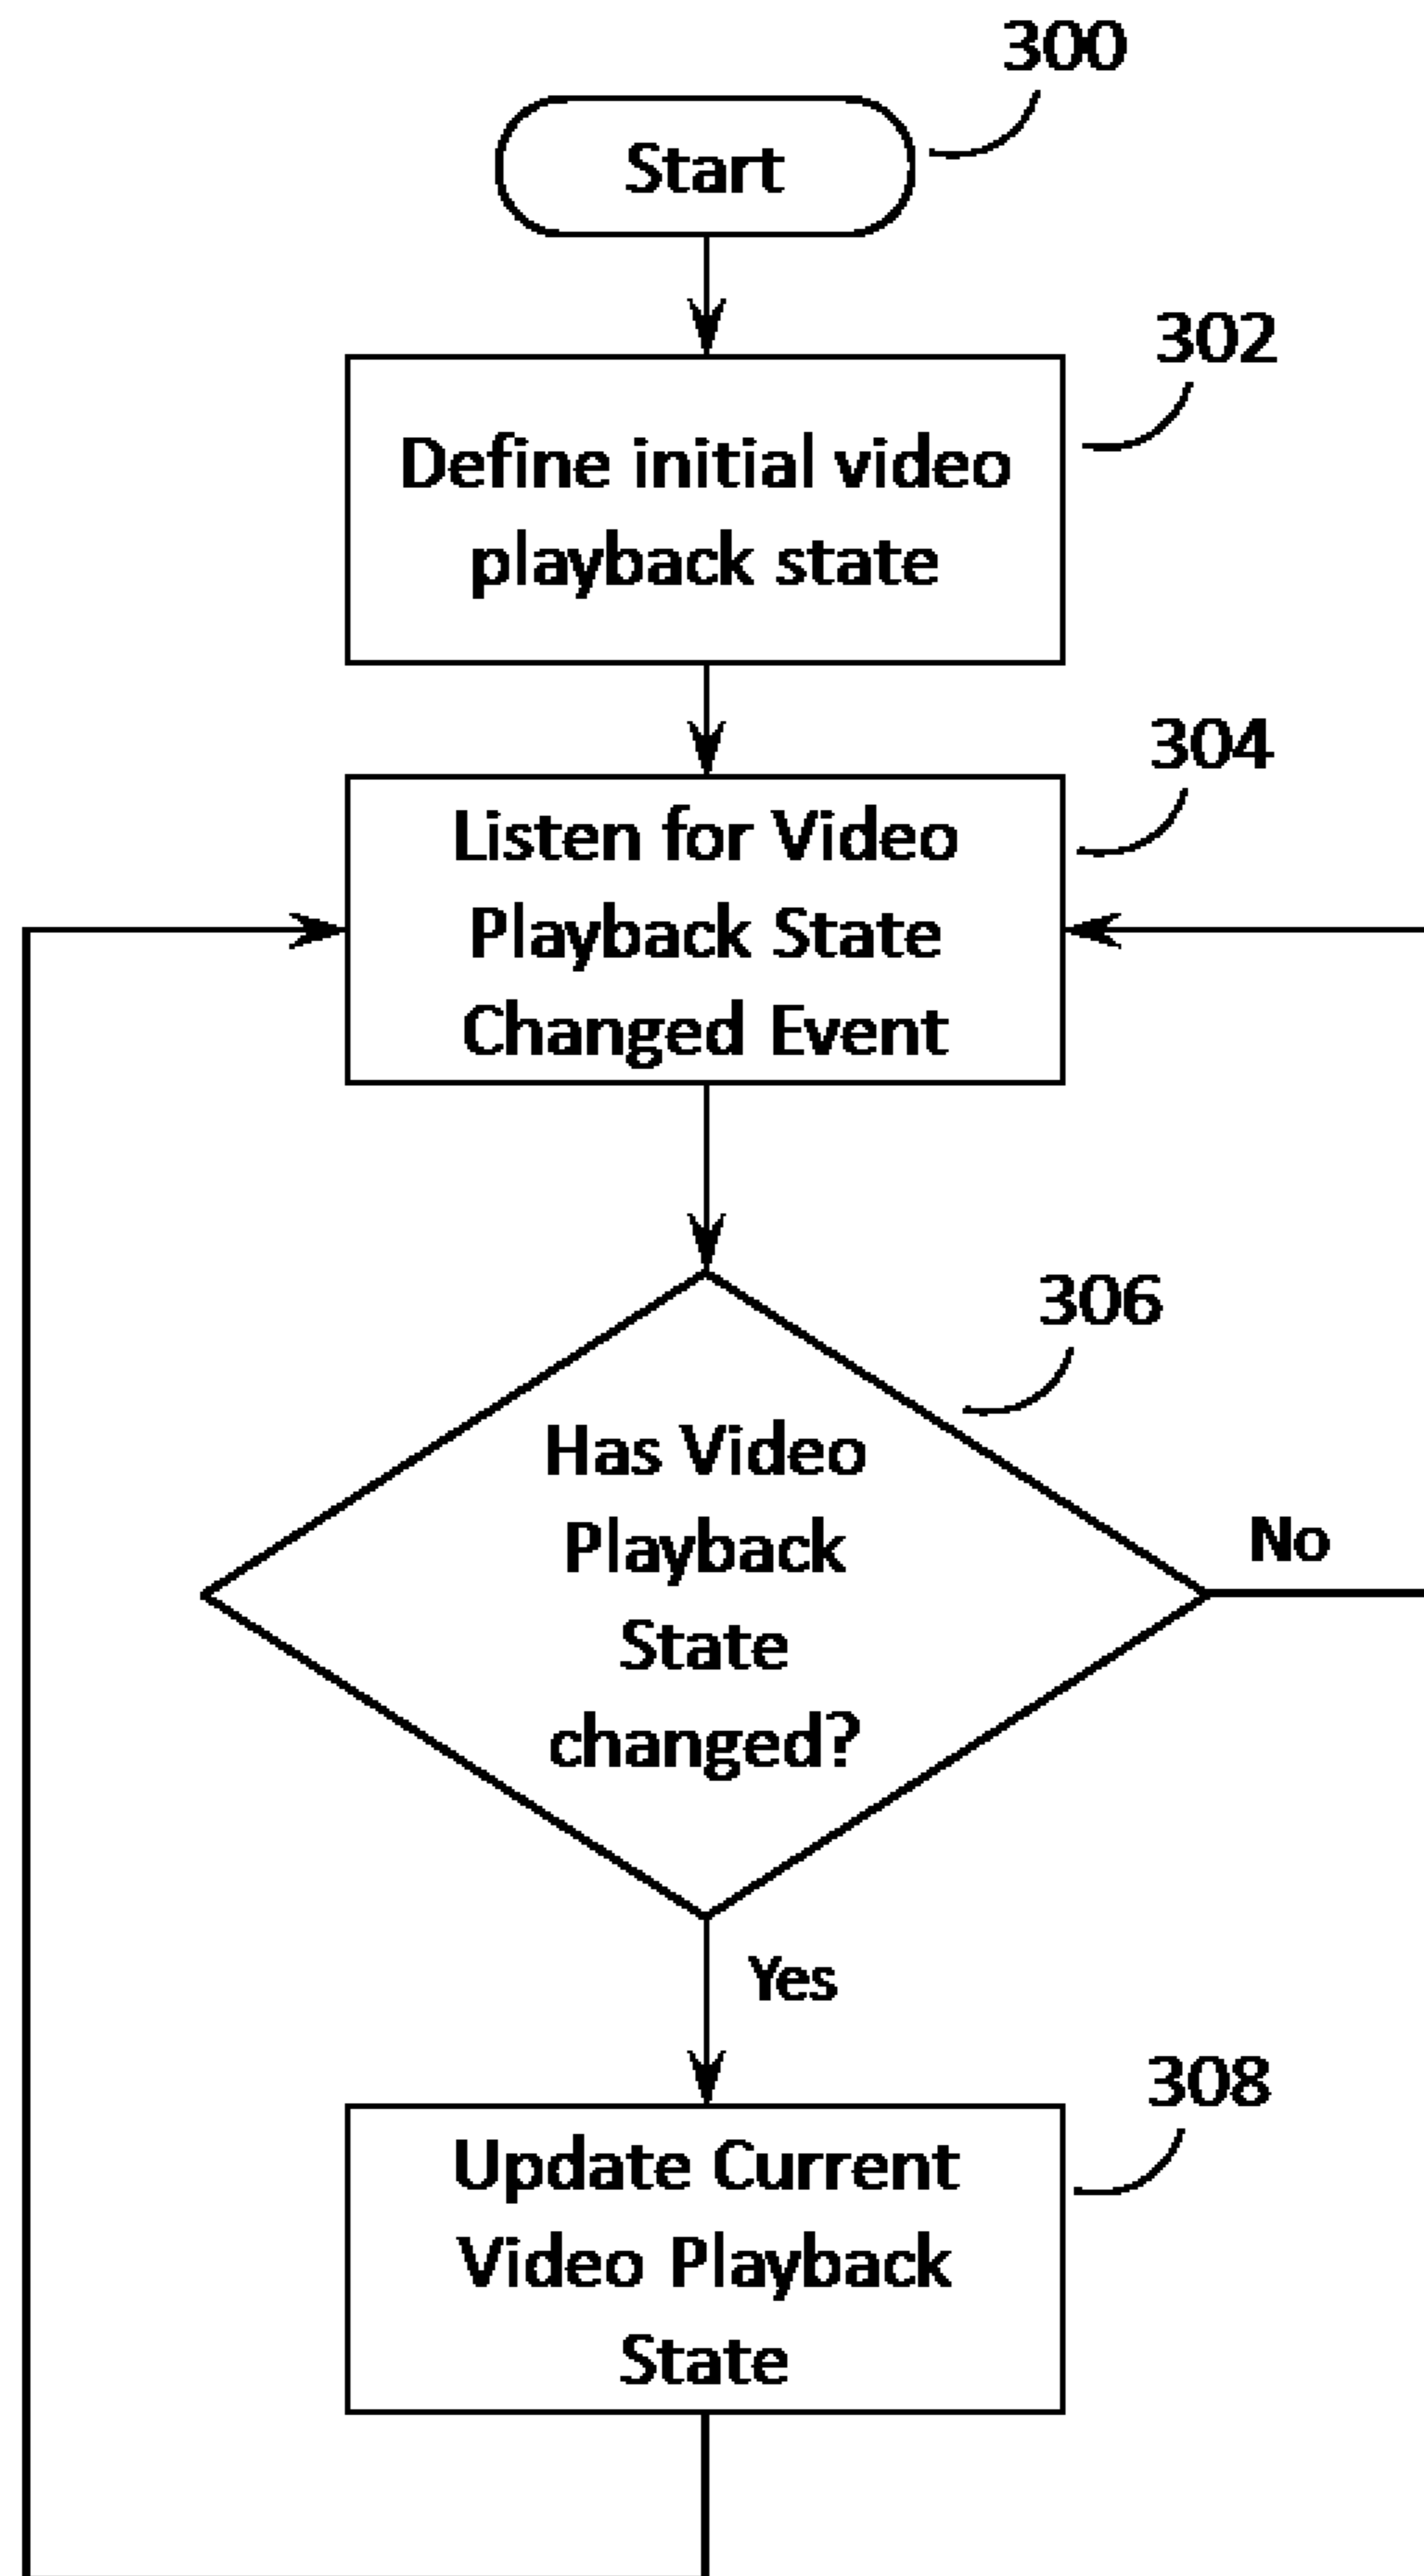 300
Start
302
Define initial video
playback state
304
Listen for Video
Playback State
Changed Event
306
Has Video
Playback
State
changed?
No
Yes
308
Update Current
Video Playback
State